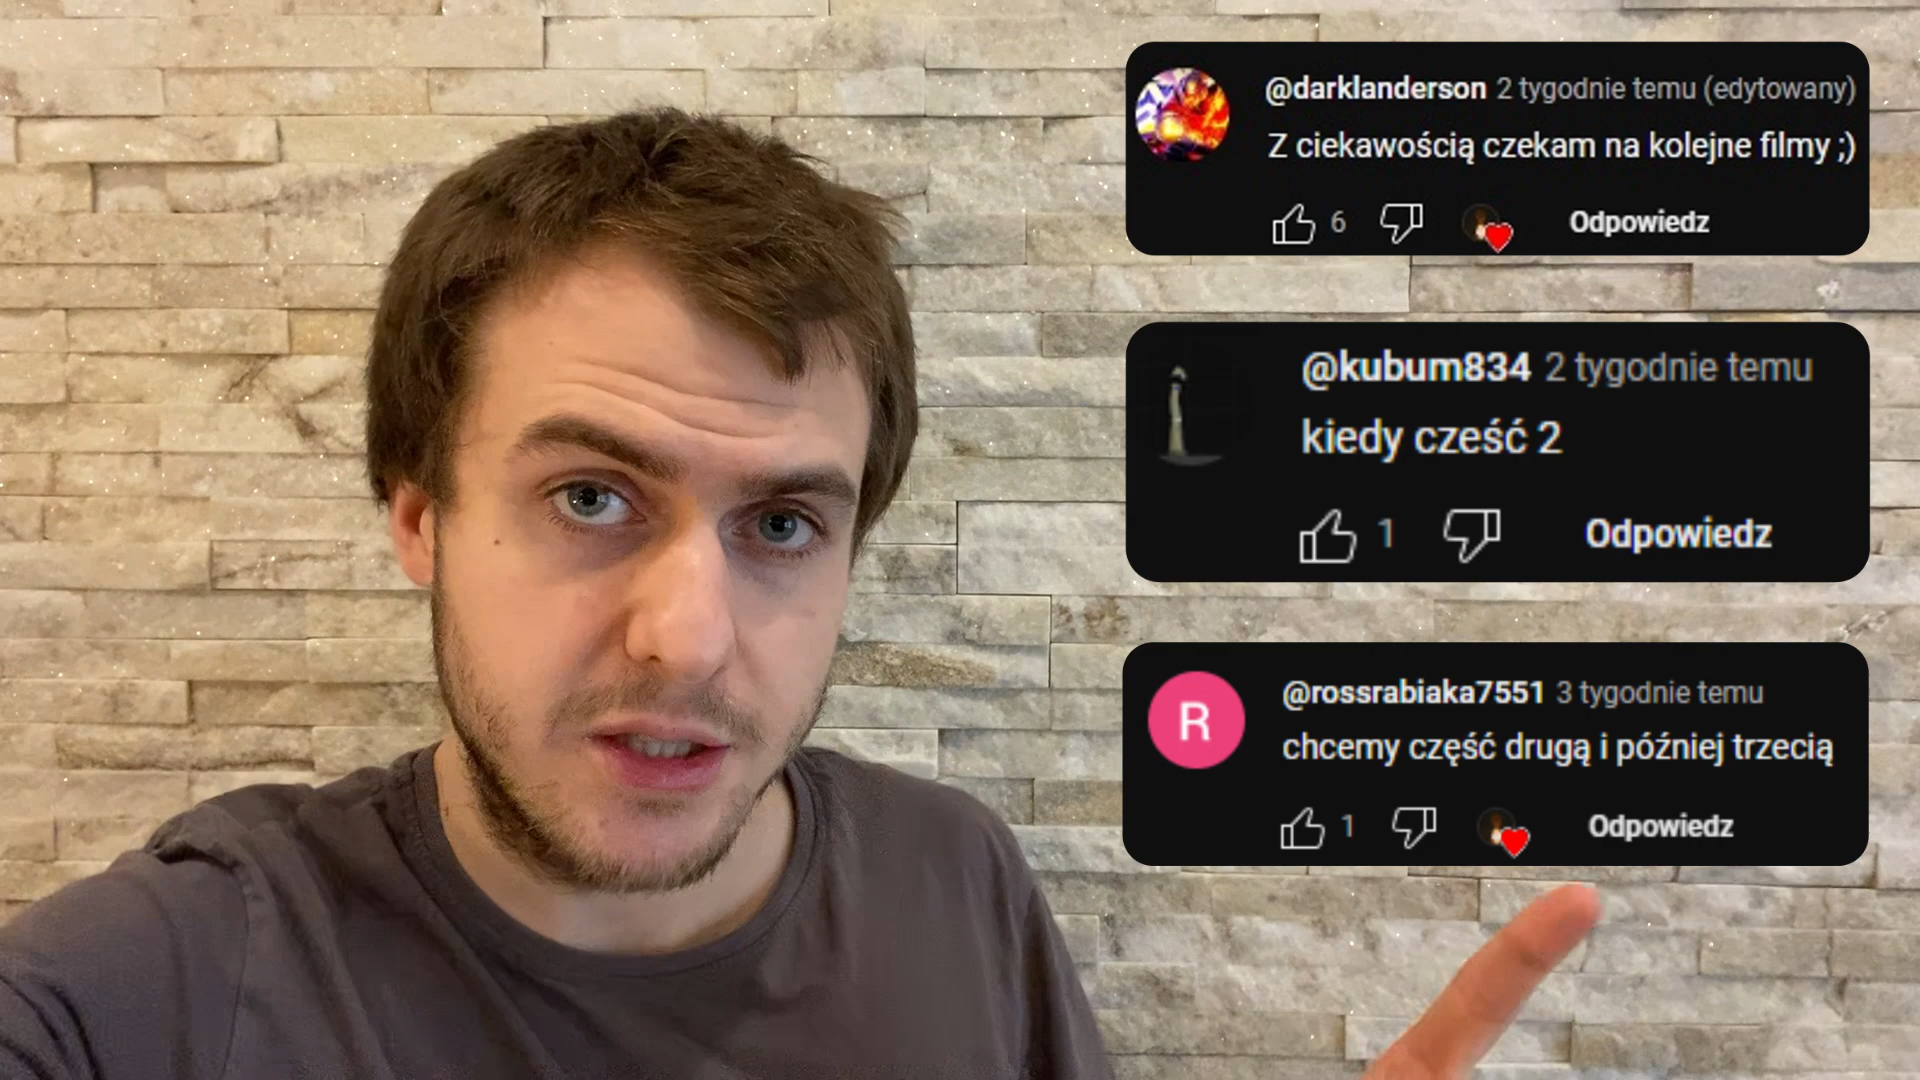 @darklanderson 2 tygodnie temu (edytowany)
Z ciekawością czekam na kolejne filmy ;)
6 Odpowiedz
@kubum834 2 tygodnie temu
kiedy cześć 2
1 Odpowiedz
R
@rossrabiaka7551 3 tygodnie temu
chcemy część drugą i później trzecią
1 Odpowiedz